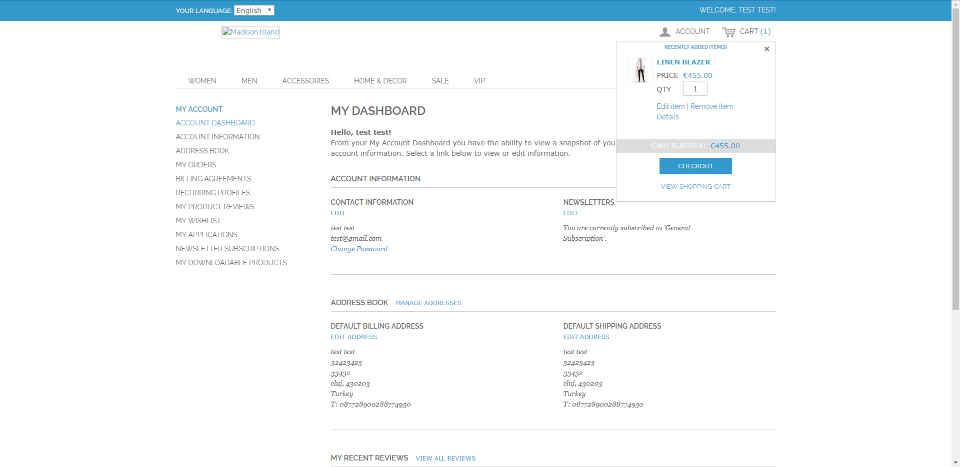 YOUR LANGUAGE: English
WELCOME, TEST TEST!
Madison Island
ACCOUNT
CART (1)
RECENTLY ADDED ITEM(S)
×
LINEN BLAZER
PRICE €455.00
QTY 1
Edit item | Remove Item
Details
CART SUBTOTAL: €455.00
CHECKOUT
VIEW SHOPPING CART
WOMEN MEN ACCESSORIES HOME & DECOR SALE VIP
MY ACCOUNT
ACCOUNT DASHBOARD
ACCOUNT INFORMATION
ADDRESS BOOK
MY ORDERS
BILLING AGREEMENTS
RECURRING PROFILES
MY PRODUCT REVIEWS
MY WISHLIST
MY APPLICATIONS
NEWSLETTER SUBSCRIPTIONS
MY DOWNLOADABLE PRODUCTS
MY DASHBOARD
Hello, test test!
From your My Account Dashboard you have the ability to view a snapshot of you
account information. Select a link below to view or edit information.
ACCOUNT INFORMATION
CONTACT INFORMATION
EDIT
test test
test@gmail.com
Change Password
NEWSLETTERS
EDIT
You are currently subscribed to 'General
Subscription'.
ADDRESS BOOK MANAGE ADDRESSES
DEFAULT BILLING ADDRESS
EDIT ADDRESS
test test
32423423
33439
cluj, 430203
Turkey
T: 087728900288774930
DEFAULT SHIPPING ADDRESS
EDIT ADDRESS
test test
32423423
33439
cluj, 430203
Turkey
T: 087728900288774930
MY RECENT REVIEWS VIEW ALL REVIEWS